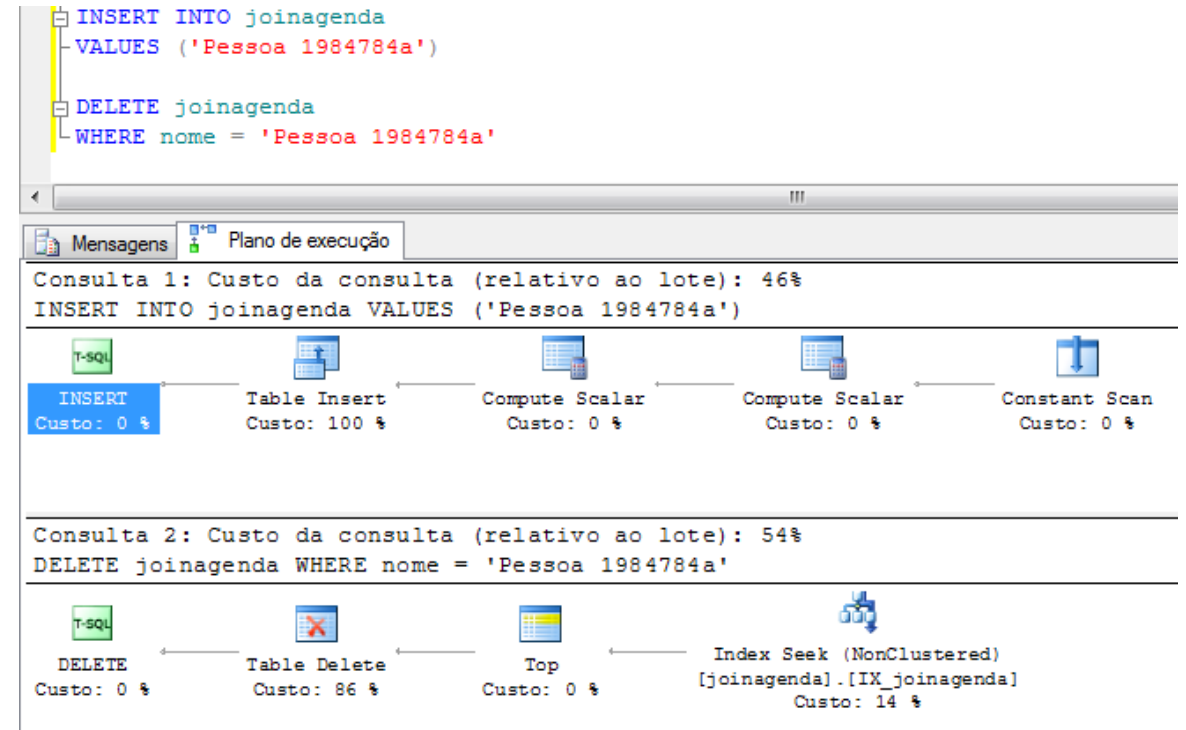 INSERT INTO joinagenda
VALUES ('Pessoa 1984784a')
DELETE joinagenda
WHERE nome = 'Pessoa 1984784a'
Mensagens Plano de execução
Consulta 1: Custo da consulta (relativo ao lote): 46%
INSERT INTO joinagenda VALUES ('Pessoa 1984784a')
T-SQL
INSERT Table Insert Compute Scalar Compute Scalar Constant Scan
Custo: 0 % Custo: 100 % Custo: 0 % Custo: 0 % Custo: 0 %
Consulta 2: Custo da consulta (relativo ao lote): 54%
DELETE joinagenda WHERE nome = 'Pessoa 1984784a'
T-SQL
DELETE Table Delete Top Index Seek (NonClustered)
[joinagenda].[IX_joinagenda]
Custo: 0 % Custo: 86 % Custo: 0 % Custo: 14 %